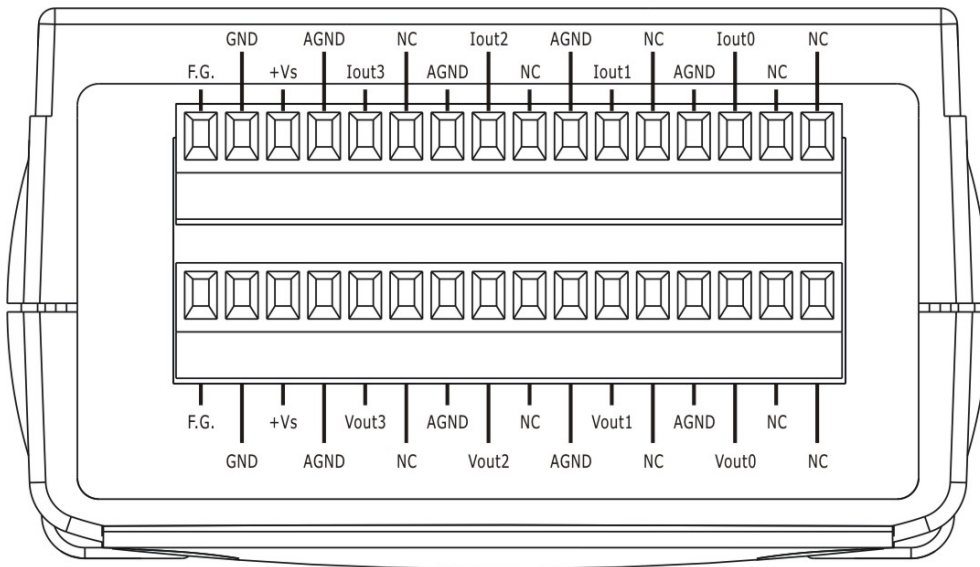 GND AGND NC Iout2 AGND NC Iout0 NC
F.G. +Vs Iout3 AGND NC Iout1 AGND NC
F.G. +Vs Vout3 AGND NC Vout1 AGND NC
GND AGND NC Vout2 AGND NC Vout0 NC